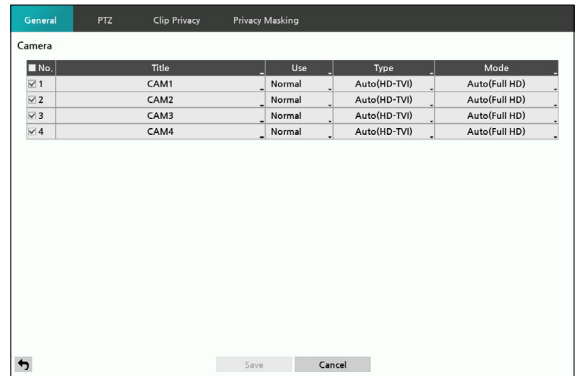 General PTZ Clip Privacy Privacy Masking
Camera
No. Title Use Type Mode
1 CAM1 Normal Auto(HD-TVI) Auto(Full HD)
2 CAM2 Normal Auto(HD-TVI) Auto(Full HD)
3 CAM3 Normal Auto(HD-TVI) Auto(Full HD)
4 CAM4 Normal Auto(HD-TVI) Auto(Full HD)
Save Cancel